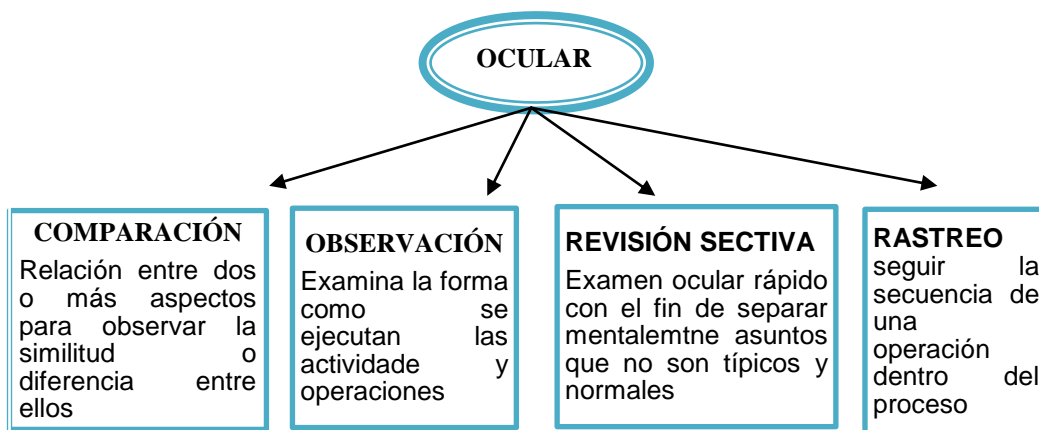 OCULAR
COMPARACIÓN
Relación entre dos
o más aspectos
para observar la
similitud o
diferencia entre
ellos
OBSERVACIÓN
Examina la forma
como se
ejecutan las
actividade y
operaciones
REVISIÓN SECTIVA
Examen ocular rápido
con el fin de separar
mentalemtne asuntos
que no son típicos y
normales
RASTREO
seguir la
secuencia de
una
operación
dentro del
proceso